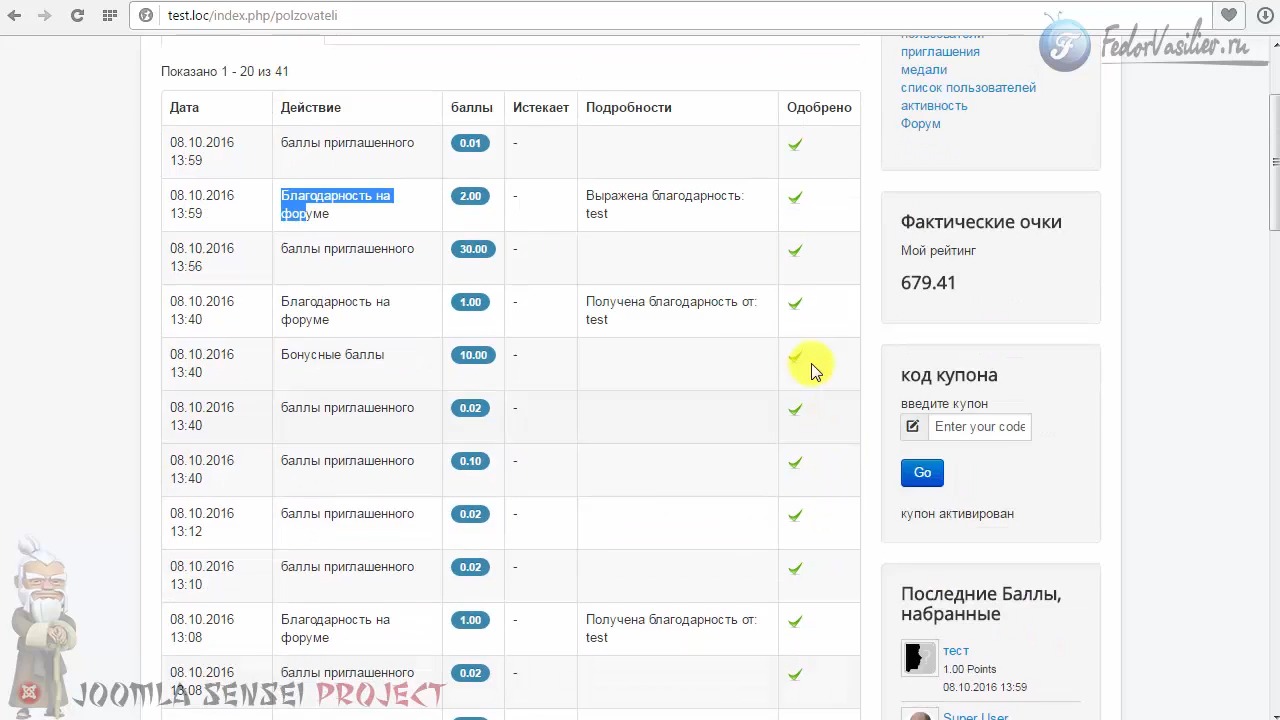 test.loc/index.php/polzovateli
FedorVasiliev.ru
Показано 1 - 20 из 41
Дата Действие баллы Истекает Подробности Одобрено
08.10.2016 13:59 баллы приглашенного 0.01 -
08.10.2016 13:59 Благодарность на форуме 2.00 - Выражена благодарность: test
08.10.2016 13:56 баллы приглашенного 30.00 -
08.10.2016 13:40 Благодарность на форуме 1.00 - Получена благодарность от: test
08.10.2016 13:40 Бонусные баллы 10.00 -
08.10.2016 13:40 баллы приглашенного 0.02 -
08.10.2016 13:40 баллы приглашенного 0.10 -
08.10.2016 13:12 баллы приглашенного 0.02 -
08.10.2016 13:10 баллы приглашенного 0.02 -
08.10.2016 13:08 Благодарность на форуме 1.00 - Получена благодарность от: test
08.10.2016 13:08 баллы приглашенного 0.02 -
пользователи
приглашения
медали
список пользователей
активность
Форум
Фактические очки
Мой рейтинг
679.41
код купона
введите купон
Enter your code
Go
купон активирован
Последние Баллы,
набранные
тест
1.00 Points
08.10.2016 13:59
Super User
JOOMLA SENSEI PROJECT